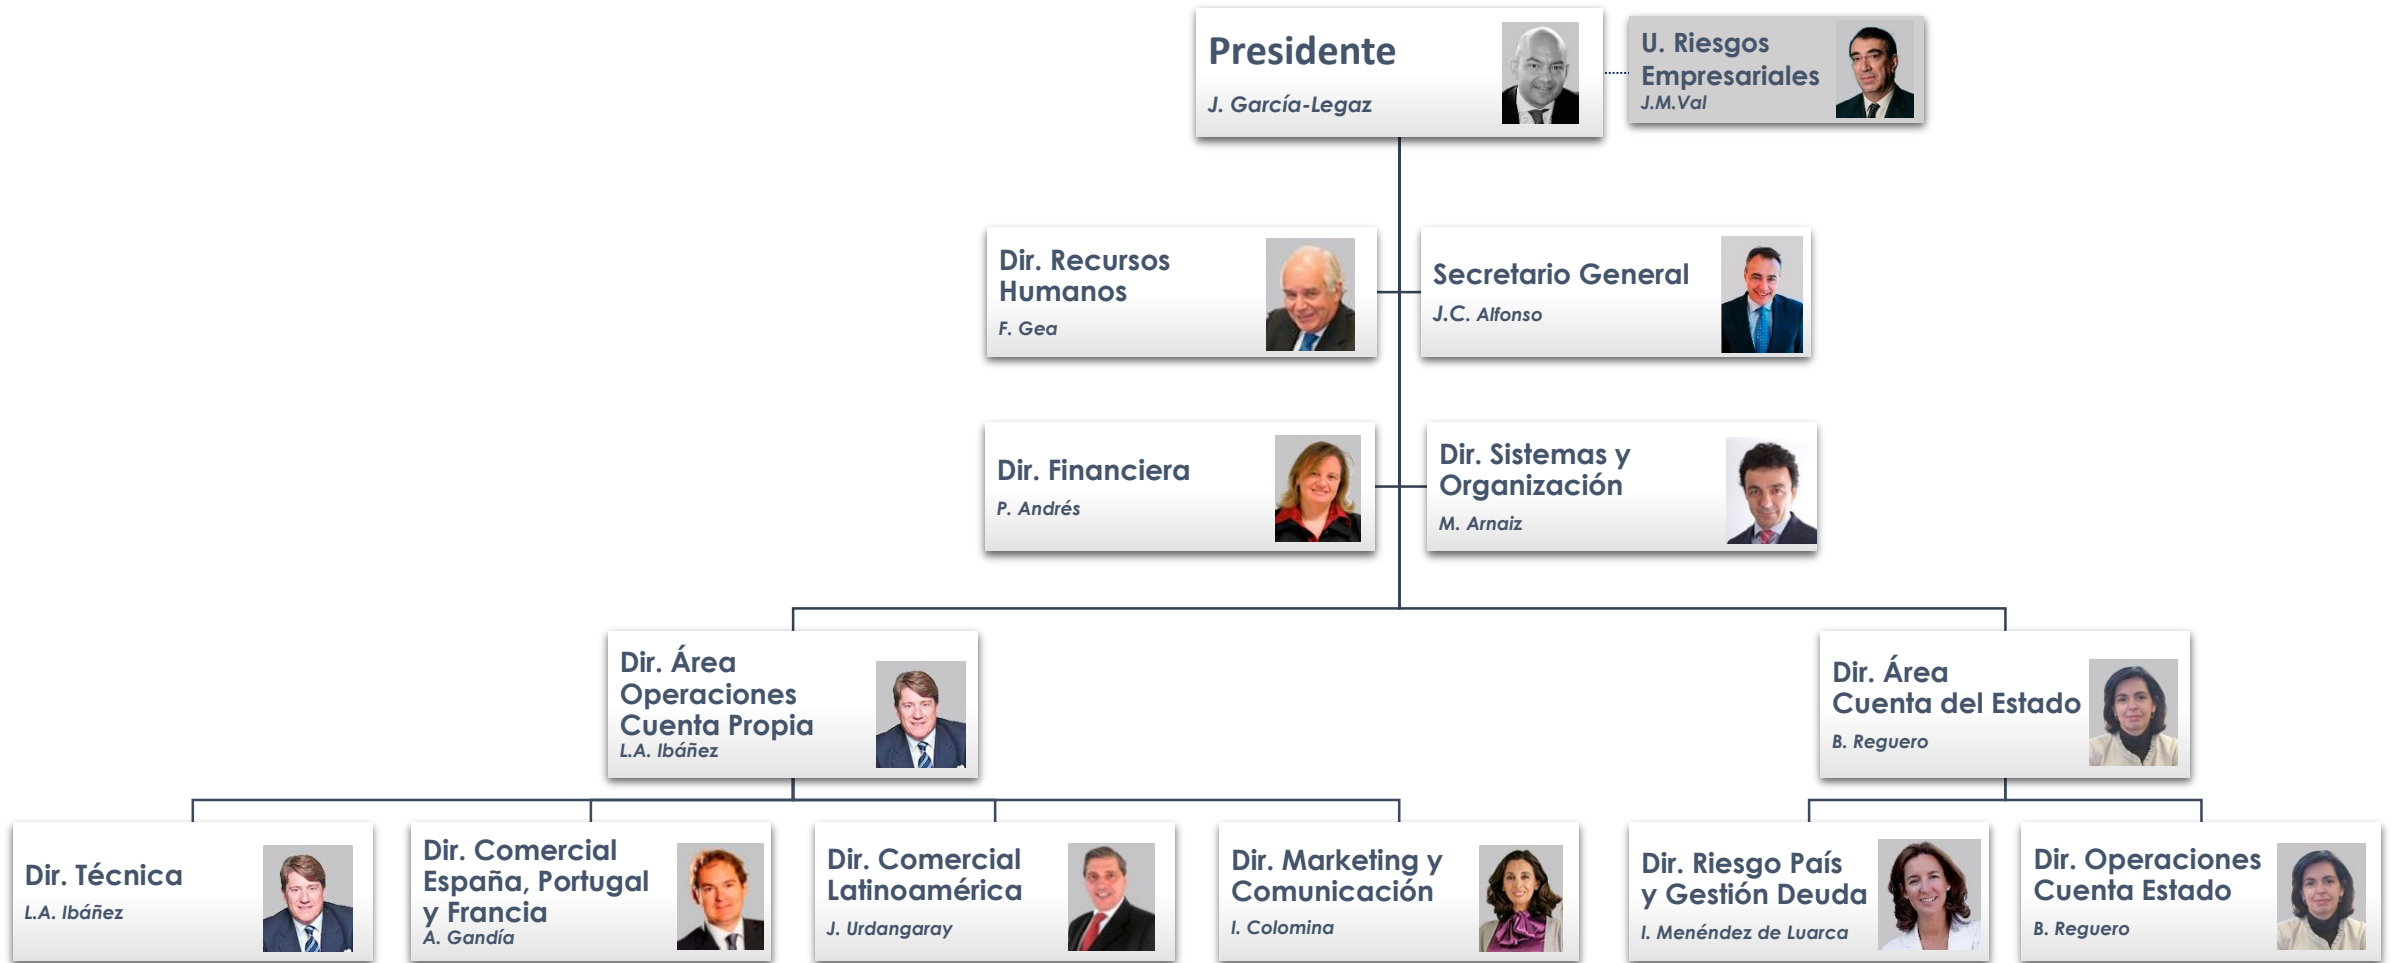 Presidente
J. García-Legaz
U. Riesgos
Empresariales
J.M.Val
Dir. Recursos
Humanos
F. Gea
Secretario General
J.C. Alfonso
Dir. Financiera
P. Andrés
Dir. Sistemas y
Organización
M. Arnaiz
Dir. Área
Operaciones
Cuenta Propia
L.A. Ibáñez
Dir. Área
Cuenta del Estado
B. Reguero
Dir. Técnica
L.A. Ibáñez
Dir. Comercial
España, Portugal
y Francia
A. Gandía
Dir. Comercial
Latinoamérica
J. Urdangaray
Dir. Marketing y
Comunicación
I. Colomina
Dir. Riesgo País
y Gestión Deuda
I. Menéndez de Luarca
Dir. Operaciones
Cuenta Estado
B. Reguero